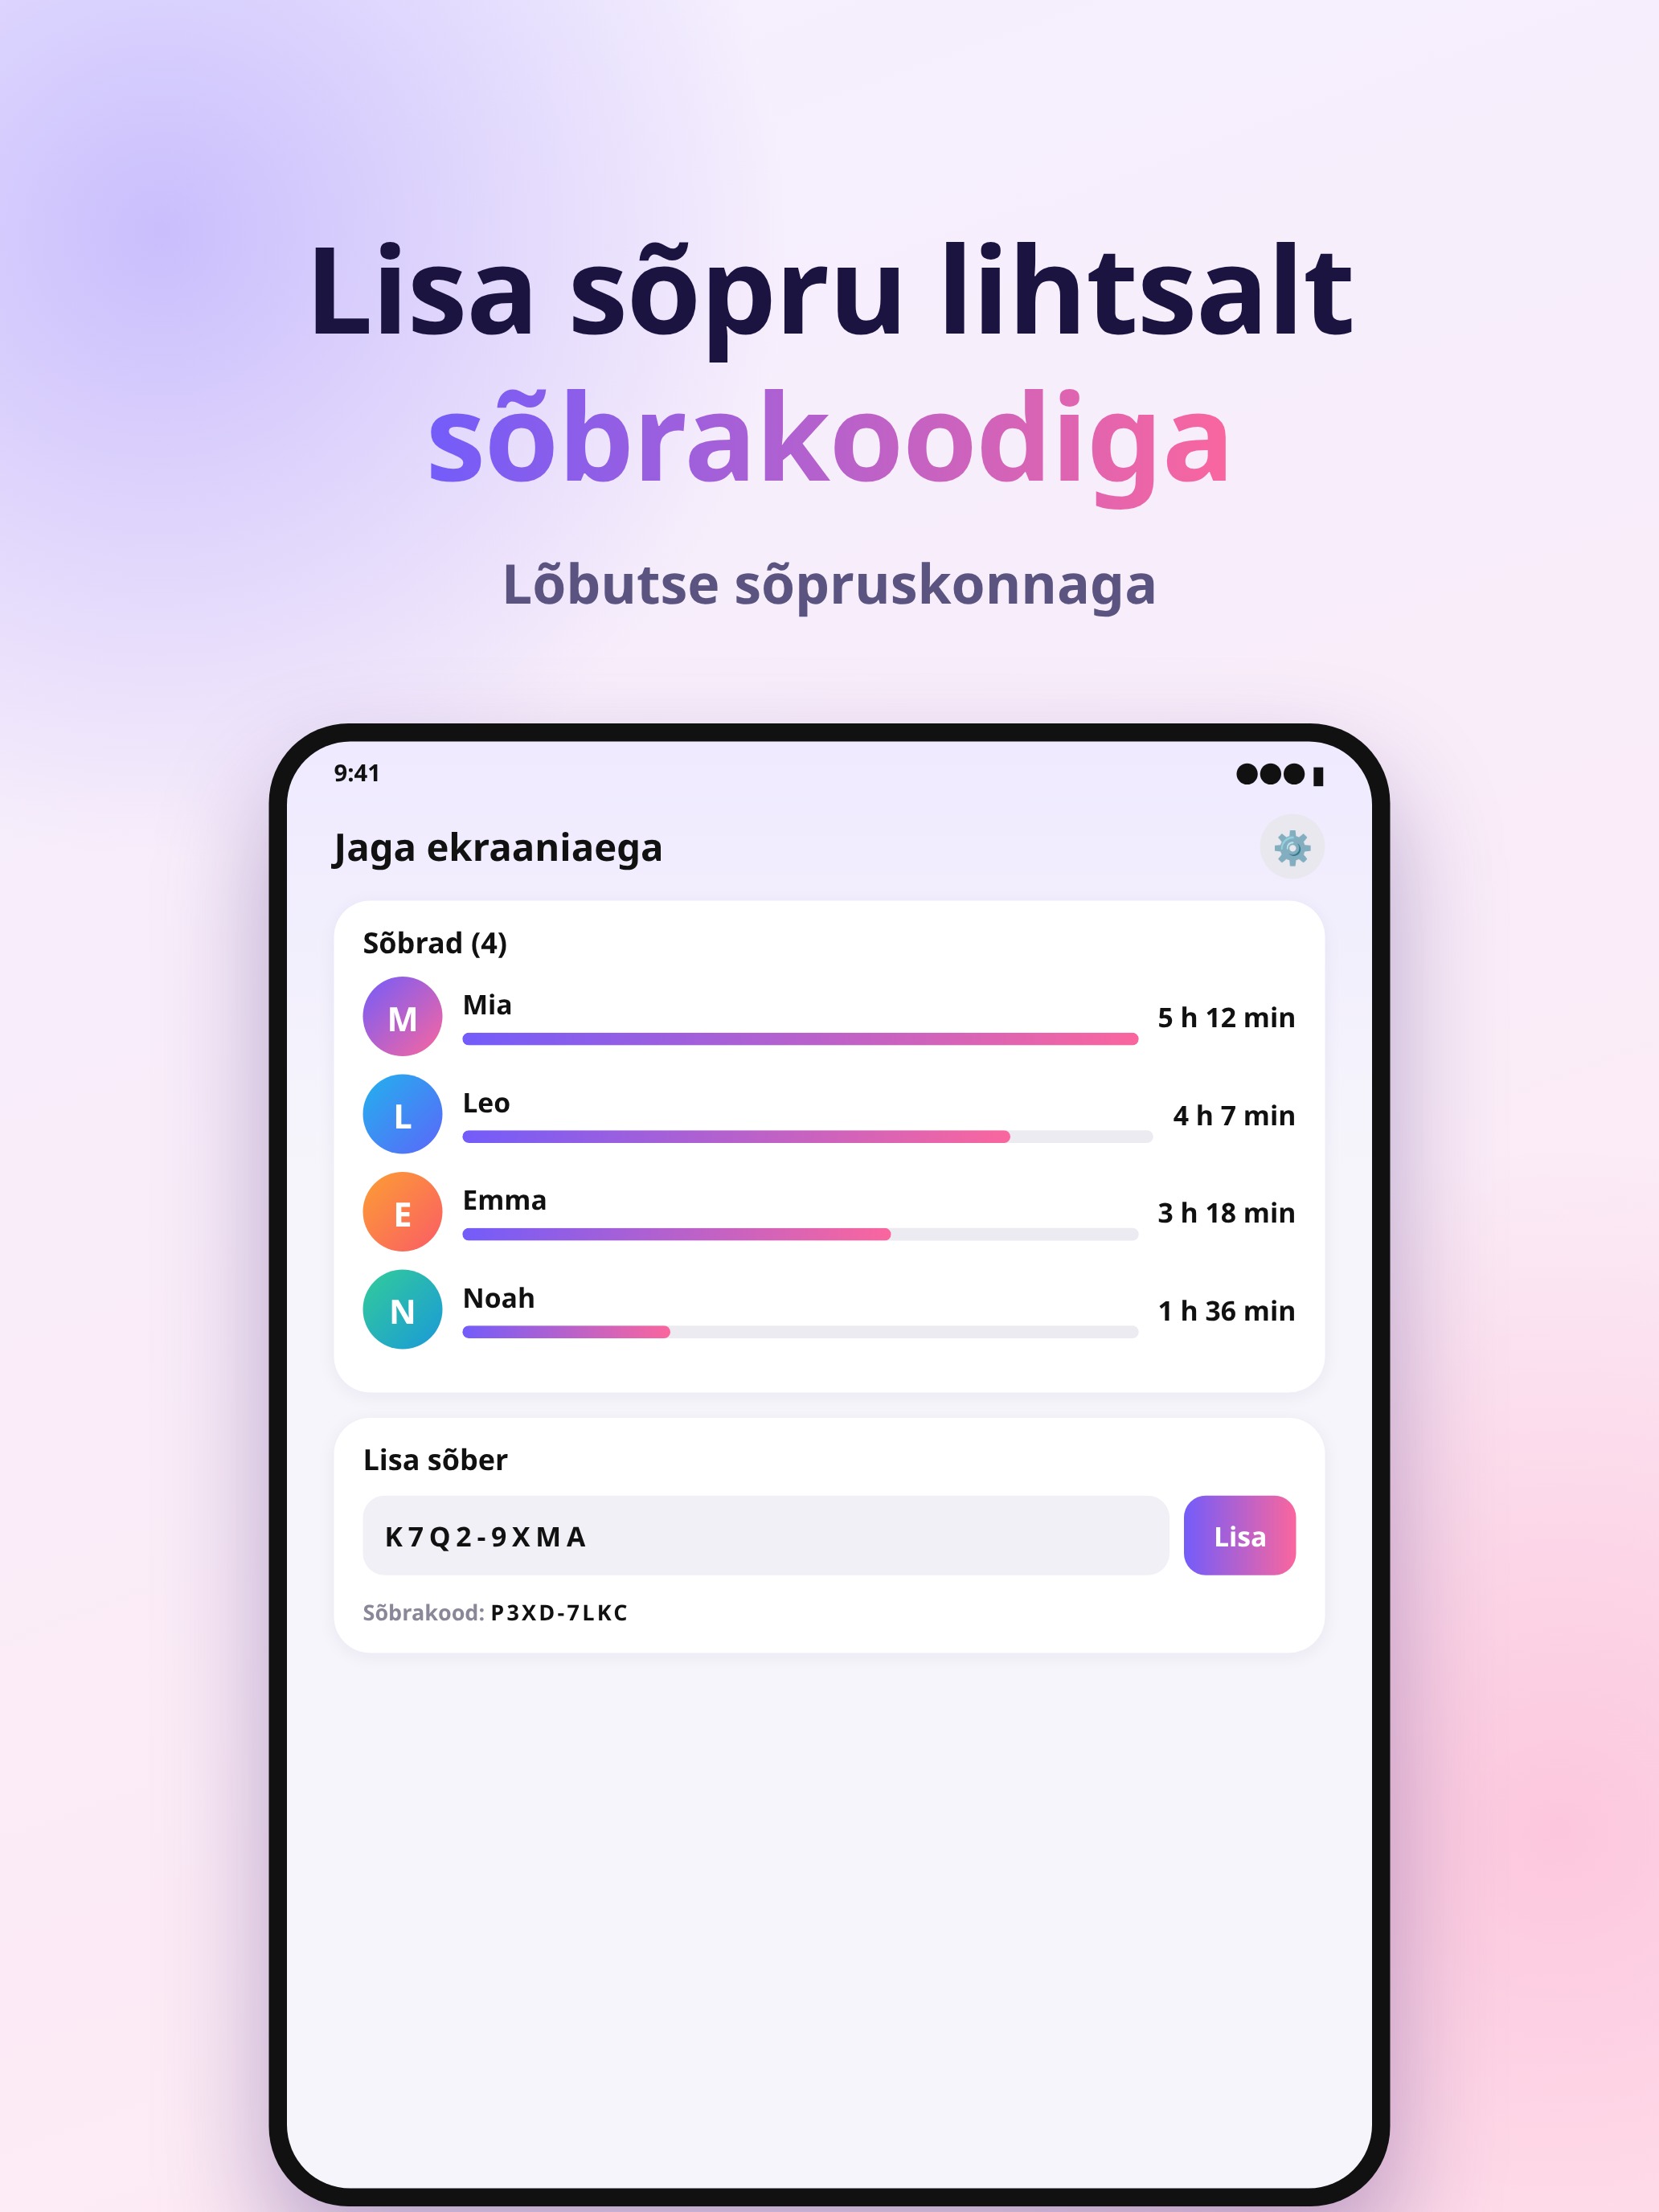 Lisa sõpru lihtsalt
sõbrakoodiga
Lõbutse sõpruskonnaga
9:41
Jaga ekraaniaega
Sõbrad (4)
M
Mia
5 h 12 min
L
Leo
4 h 7 min
E
Emma
3 h 18 min
N
Noah
1 h 36 min
Lisa sõber
K7Q2-9XMA
Lisa
Sõbrakood: P3XD-7LKC